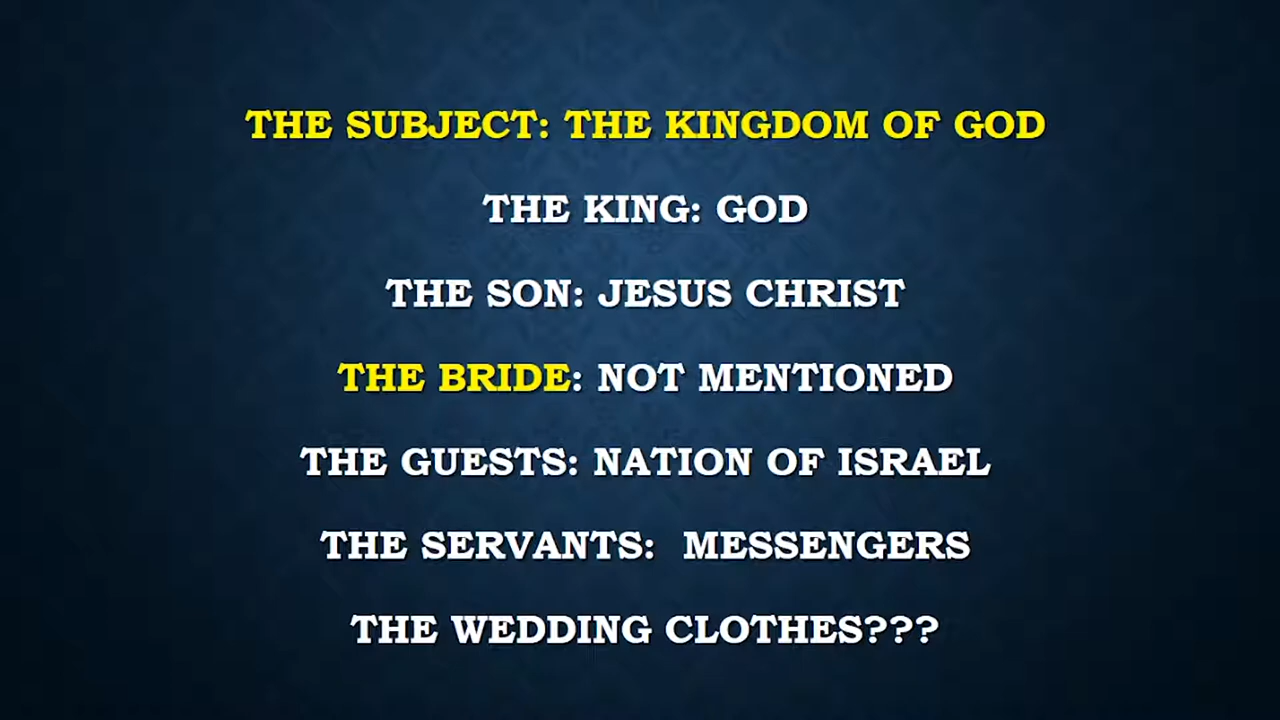 THE SUBJECT: THE KINGDOM OF GOD
THE KING: GOD
THE SON: JESUS CHRIST
THE BRIDE: NOT MENTIONED
THE GUESTS: NATION OF ISRAEL
THE SERVANTS:  MESSENGERS
THE WEDDING CLOTHES???